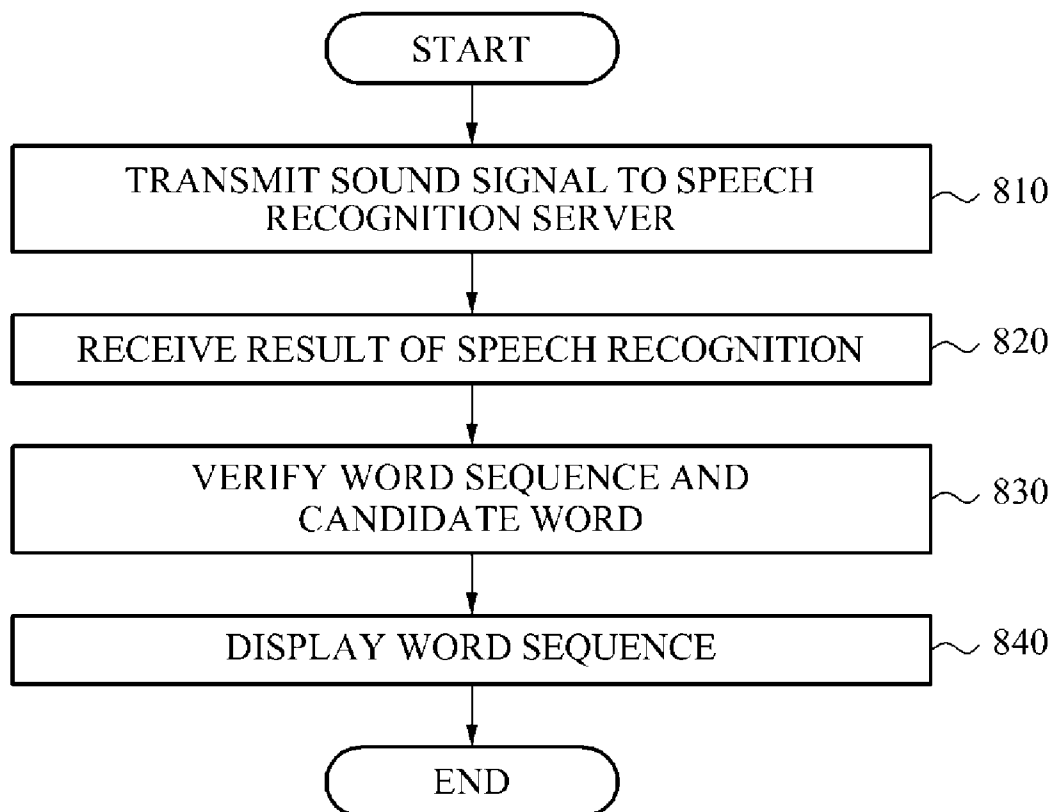 START
TRANSMIT SOUND SIGNAL TO SPEECH
RECOGNITION SERVER
810
RECEIVE RESULT OF SPEECH RECOGNITION
820
VERIFY WORD SEQUENCE AND
CANDIDATE WORD
830
DISPLAY WORD SEQUENCE
840
END